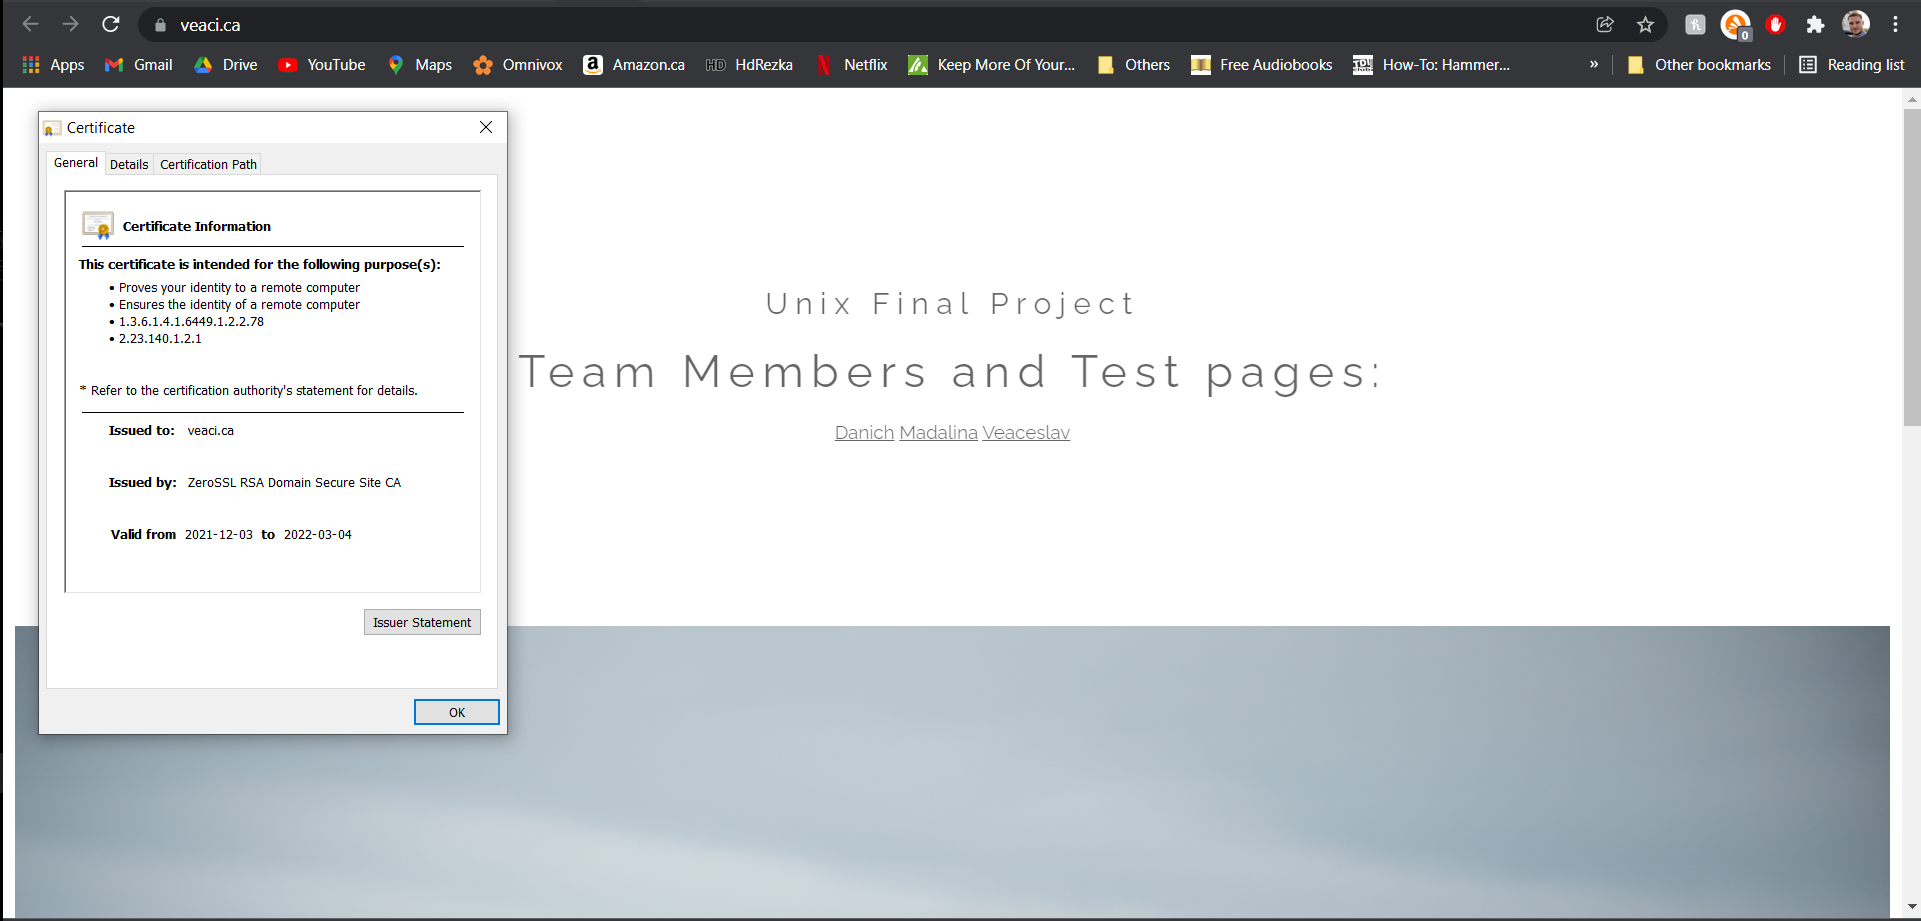 veaci.ca
0
Apps Gmail Drive YouTube Maps Omnivox Amazon.ca HD HdRezka Netflix Keep More Of Your... Others Free Audiobooks How-To: Hammer... » Other bookmarks Reading list
Certificate
General Details Certification Path
Certificate Information
This certificate is intended for the following purpose(s):
• Proves your identity to a remote computer
• Ensures the identity of a remote computer
• 1.3.6.1.4.1.6449.1.2.2.78
• 2.23.140.1.2.1
* Refer to the certification authority's statement for details.
Issued to: veaci.ca
Issued by: ZeroSSL RSA Domain Secure Site CA
Valid from 2021-12-03 to 2022-03-04
Issuer Statement
OK
Unix Final Project
Team Members and Test pages:
Danich Madalina Veaceslav